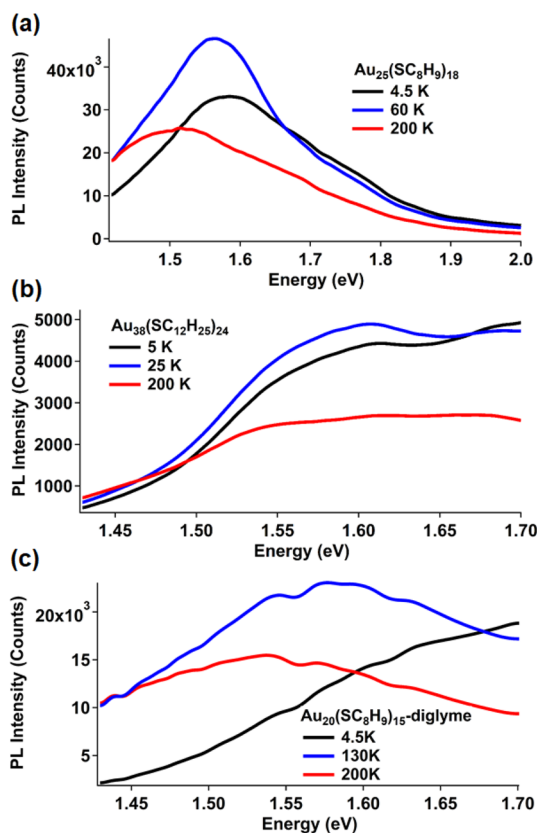 (a)
PL Intensity (Counts)
40x10³
30
20
10
0
Au₂₅(SC₈H₉)₁₈
4.5 K
60 K
200 K
1.5 1.6 1.7 1.8 1.9 2.0
Energy (eV)
(b)
PL Intensity (Counts)
5000
4000
3000
2000
1000
Au₃₈(SC₁₂H₂₅)₂₄
5 K
25 K
200 K
1.45 1.50 1.55 1.60 1.65 1.70
Energy (eV)
(c)
PL Intensity (Counts)
20x10³
15
10
5
Au₂₀(SC₈H₉)₁₅-diglyme
4.5K
130K
200K
1.45 1.50 1.55 1.60 1.65 1.70
Energy (eV)